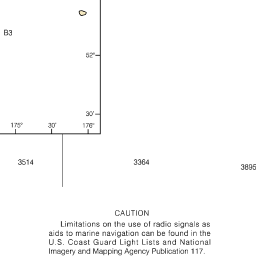 B3
52°
30'
175° 30' 176°
3514 3364 3895
CAUTION
Limitations on the use of radio signals as
aids to marine navigation can be found in the
U.S. Coast Guard Light Lists and National
Imagery and Mapping Agency Publication 117.